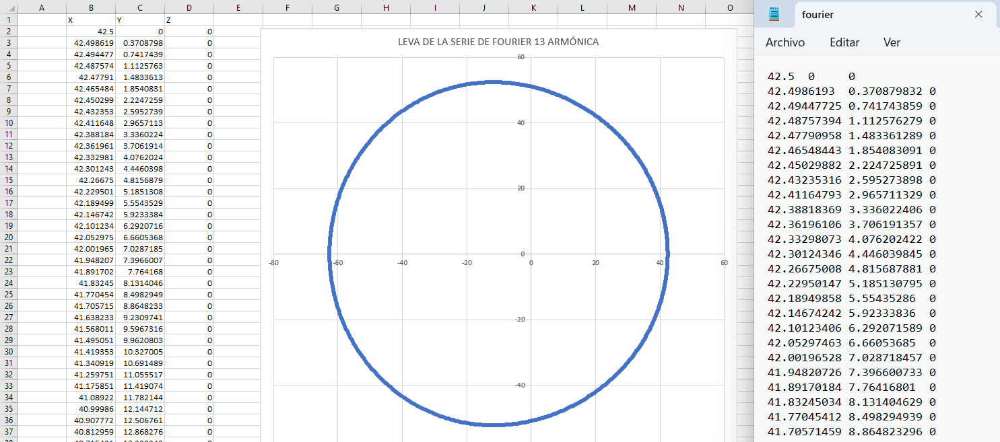 A B C D E F G H I J K L M N O
1 X Y Z
2 42.5 0 0
3 42.498619 0.3708798 0
4 42.494477 0.7417439 0
5 42.487574 1.1125763 0
6 42.47791 1.4833613 0
7 42.465484 1.8540831 0
8 42.450299 2.2247259 0
9 42.432353 2.5952739 0
10 42.411648 2.9657113 0
11 42.388184 3.3360224 0
12 42.361961 3.7061914 0
13 42.332981 4.0762024 0
14 42.301243 4.4460398 0
15 42.26675 4.8156879 0
16 42.229501 5.1851308 0
17 42.189499 5.5543529 0
18 42.146742 5.9233384 0
19 42.101234 6.2920716 0
20 42.052975 6.6605368 0
21 42.001965 7.0287185 0
22 41.948207 7.3966007 0
23 41.891702 7.764168 0
24 41.83245 8.1314046 0
25 41.770454 8.4982949 0
26 41.705715 8.8648233 0
27 41.638233 9.2309741 0
28 41.568011 9.5967316 0
29 41.495051 9.9620803 0
30 41.419353 10.327005 0
31 41.340919 10.691489 0
32 41.259751 11.055517 0
33 41.175851 11.419074 0
34 41.08922 11.782144 0
35 40.99986 12.144712 0
36 40.907772 12.506761 0
37 40.812959 12.868276 0
LEVA DE LA SERIE DE FOURIER 13 ARMÓNICA
60
40
20
0
-80 -60 -40 -20 0 20 40 60
-20
-40
fourier
Archivo Editar Ver
42.5 0 0
42.4986193 0.370879832 0
42.49447725 0.741743859 0
42.48757394 1.112576279 0
42.47790958 1.483361289 0
42.46548443 1.854083091 0
42.45029882 2.224725891 0
42.43235316 2.595273898 0
42.41164793 2.965711329 0
42.38818369 3.336022406 0
42.36196106 3.706191357 0
42.33298073 4.076202422 0
42.30124346 4.446039845 0
42.26675008 4.815687881 0
42.22950147 5.185130795 0
42.18949858 5.55435286 0
42.14674242 5.92333836 0
42.10123406 6.292071589 0
42.05297463 6.66053685 0
42.00196528 7.028718457 0
41.94820726 7.396600733 0
41.89170184 7.76416801 0
41.83245034 8.131404629 0
41.77045412 8.498294939 0
41.70571459 8.864823296 0